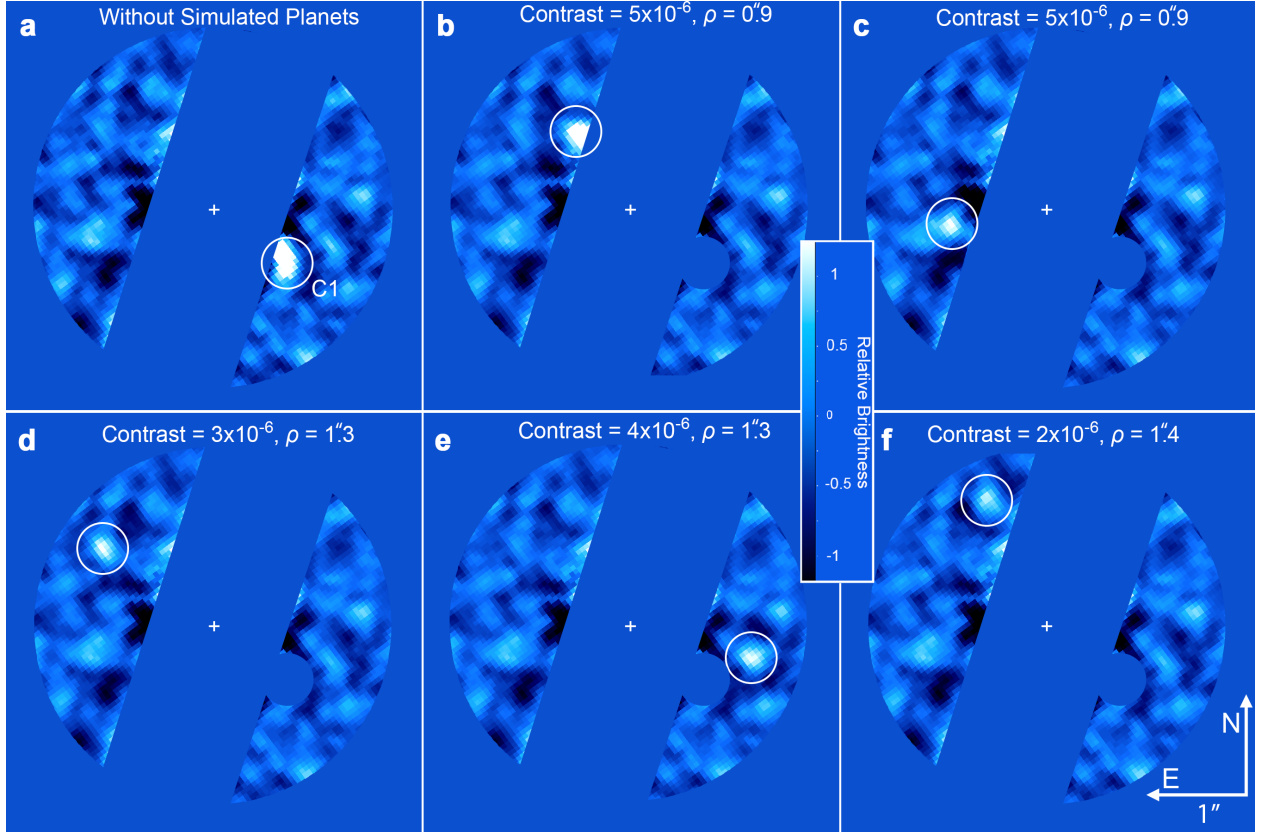 a
Without Simulated Planets
C1
b
Contrast = 5x10⁻⁶, ρ = 0."9
c
Contrast = 5x10⁻⁶, ρ = 0."9
1
0.5
0
-0.5
-1
Relative Brightness
d
Contrast = 3x10⁻⁶, ρ = 1."3
e
Contrast = 4x10⁻⁶, ρ = 1."3
f
Contrast = 2x10⁻⁶, ρ = 1."4
N
E
1″